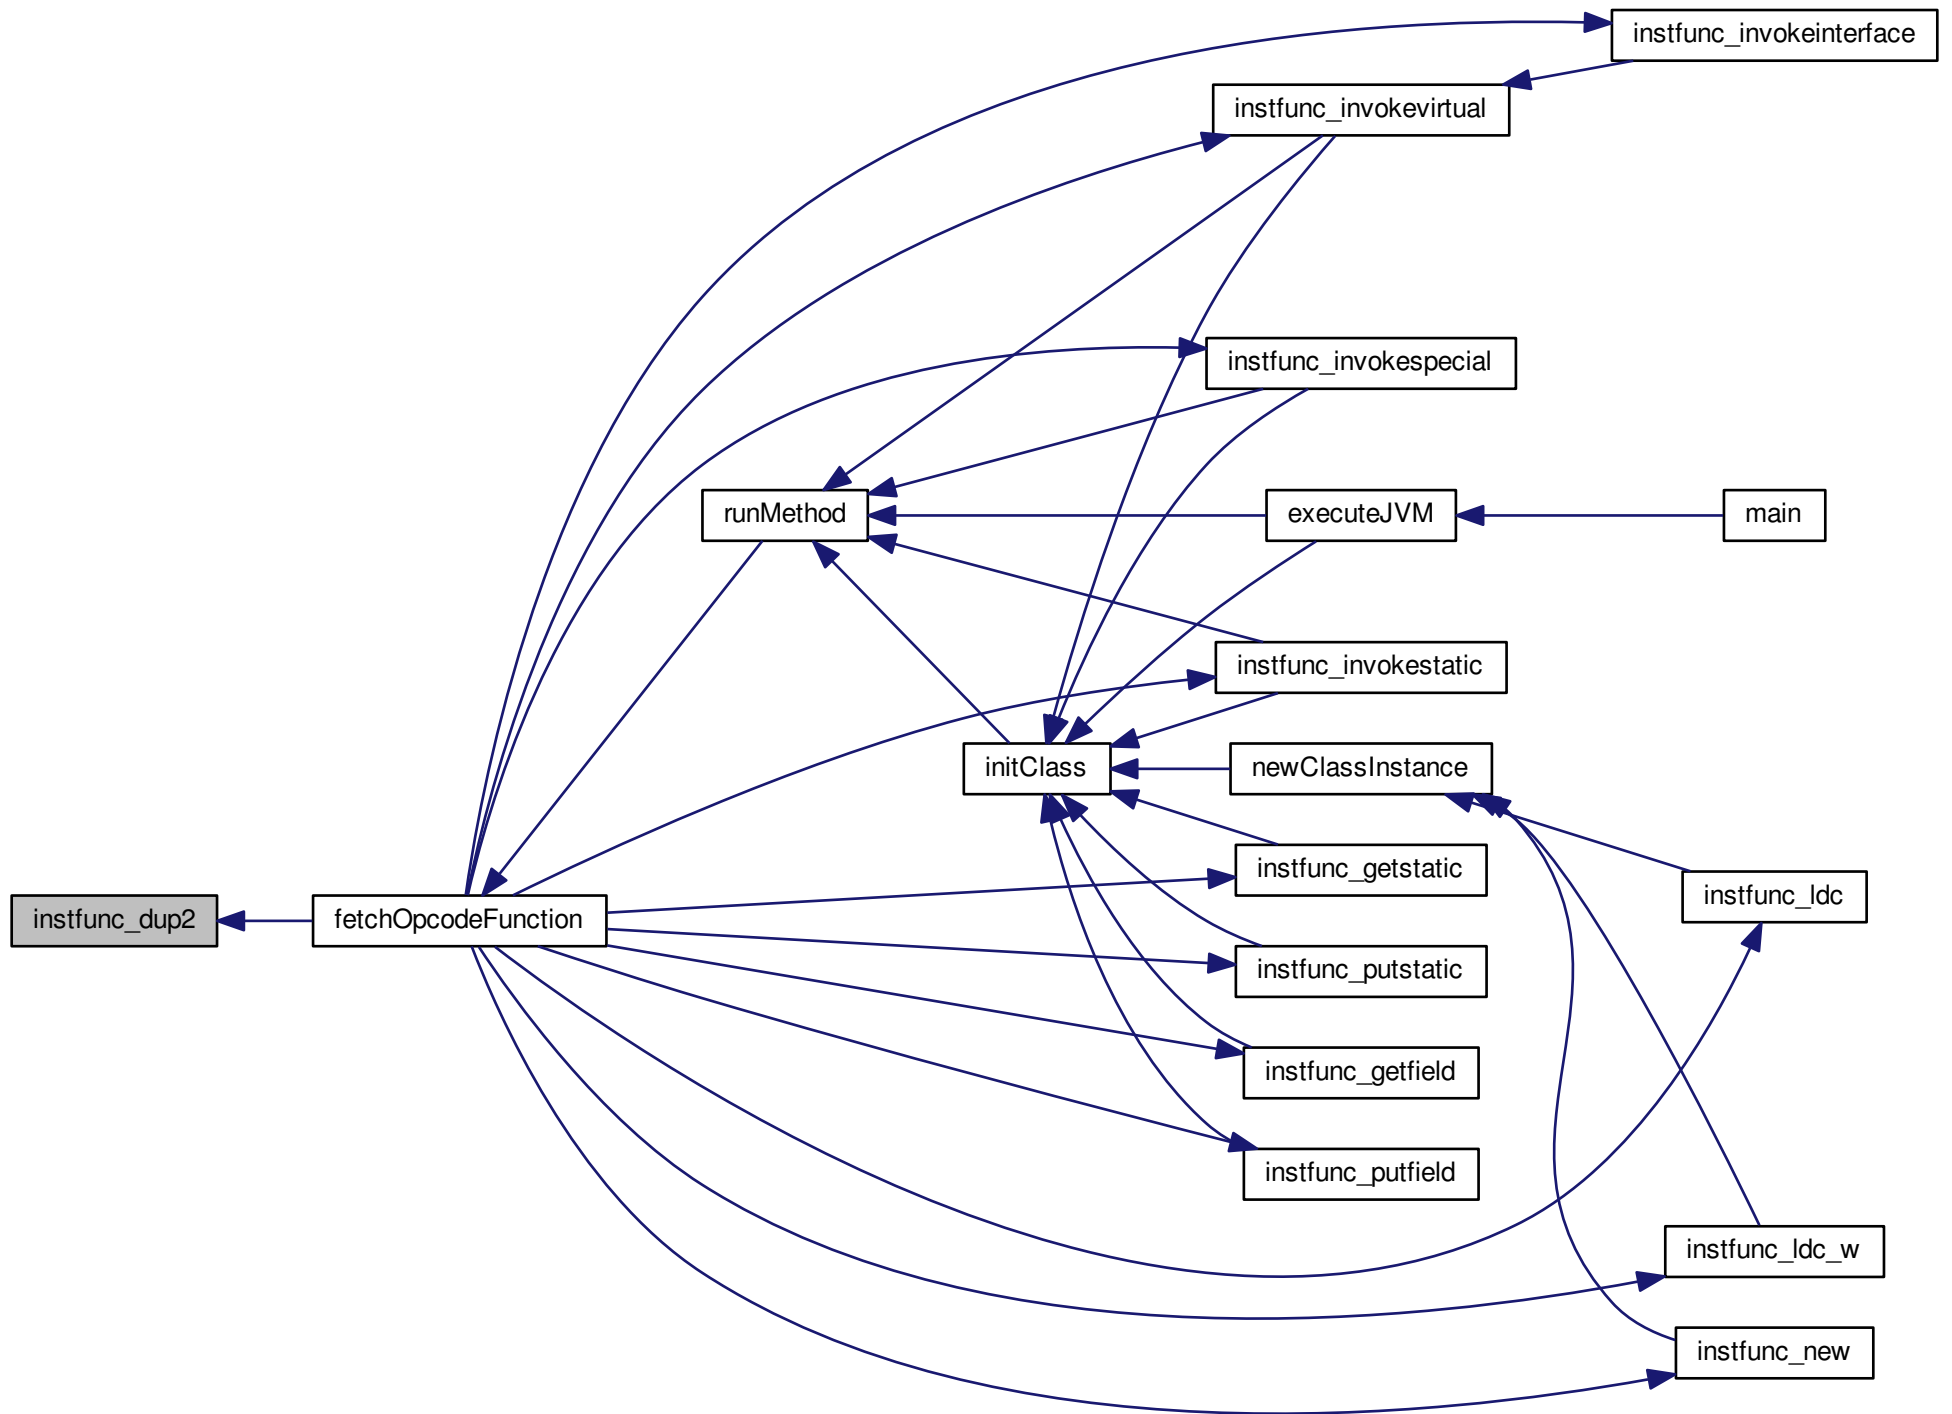 instfunc_invokeinterface
instfunc_invokevirtual
instfunc_invokespecial
runMethod
executeJVM
main
instfunc_invokestatic
initClass
newClassInstance
instfunc_getstatic
instfunc_ldc
instfunc_dup2
fetchOpcodeFunction
instfunc_putstatic
instfunc_getfield
instfunc_putfield
instfunc_ldc_w
instfunc_new